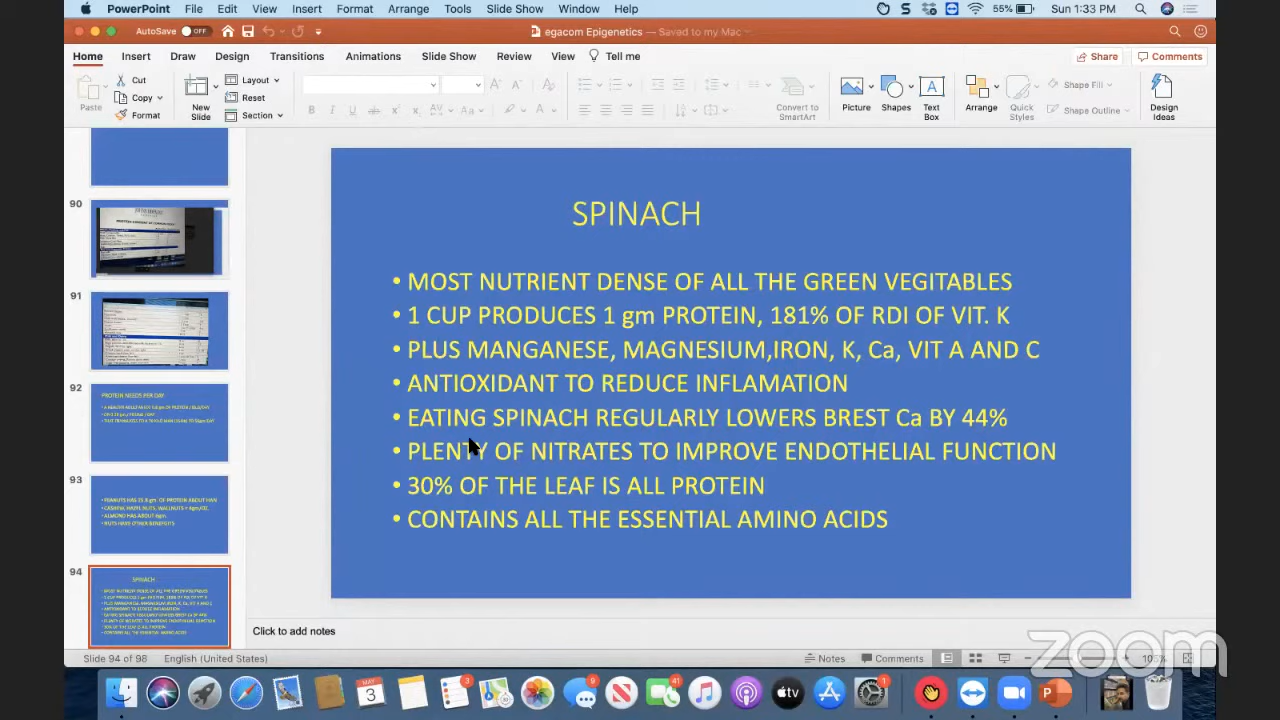 PowerPoint File Edit View Insert Format Arrange Tools Slide Show Window Help 55% Sun 1:33 PM
AutoSave OFF egacom Epigenetics — Saved to my Mac
Home Insert Draw Design Transitions Animations Slide Show Review View Tell me Share Comments
Paste Cut Copy Format New Slide Layout Reset Section Convert to SmartArt Picture Shapes Text Box Arrange Quick Styles Shape Fill Shape Outline Design Ideas
90
91
92
PROTEIN NEEDS PER DAY
93
94
SPINACH
• MOST NUTRIENT DENSE OF ALL THE GREEN VEGITABLES
• 1 CUP PRODUCES 1 gm PROTEIN, 181% OF RDI OF VIT. K
• PLUS MANGANESE, MAGNESIUM,IRON, K, Ca, VIT A AND C
• ANTIOXIDANT TO REDUCE INFLAMATION
• EATING SPINACH REGULARLY LOWERS BREST Ca BY 44%
• PLENTY OF NITRATES TO IMPROVE ENDOTHELIAL FUNCTION
• 30% OF THE LEAF IS ALL PROTEIN
• CONTAINS ALL THE ESSENTIAL AMINO ACIDS
Click to add notes
Slide 94 of 98 English (United States) Notes Comments
zoom
MAY 3 3 9 41 tv 1